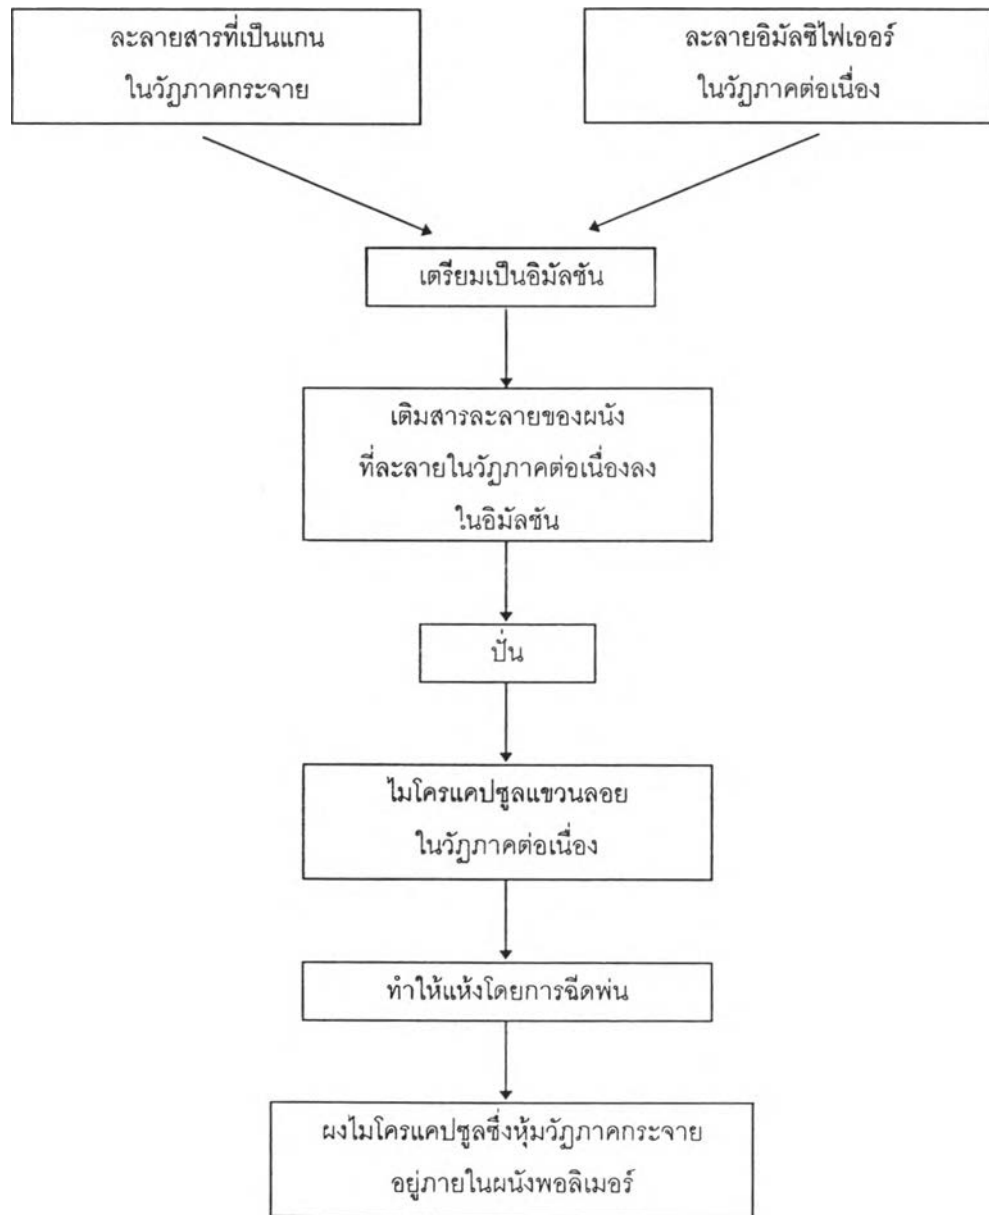 ละลายสารที่เป็นแกน
ในวัฏภาคกระจาย
ละลายอิมัลซิไฟเออร์
ในวัฏภาคต่อเนื่อง
เตรียมเป็นอิมัลชัน
เติมสารละลายของผนัง
ที่ละลายในวัฏภาคต่อเนื่องลง
ในอิมัลชัน
ปั่น
ไมโครแคปซูลแขวนลอย
ในวัฏภาคต่อเนื่อง
ทำให้แห้งโดยการฉีดพ่น
ผงไมโครแคปซูลซึ่งหุ้มวัฏภาคกระจาย
อยู่ภายในผนังพอลิเมอร์